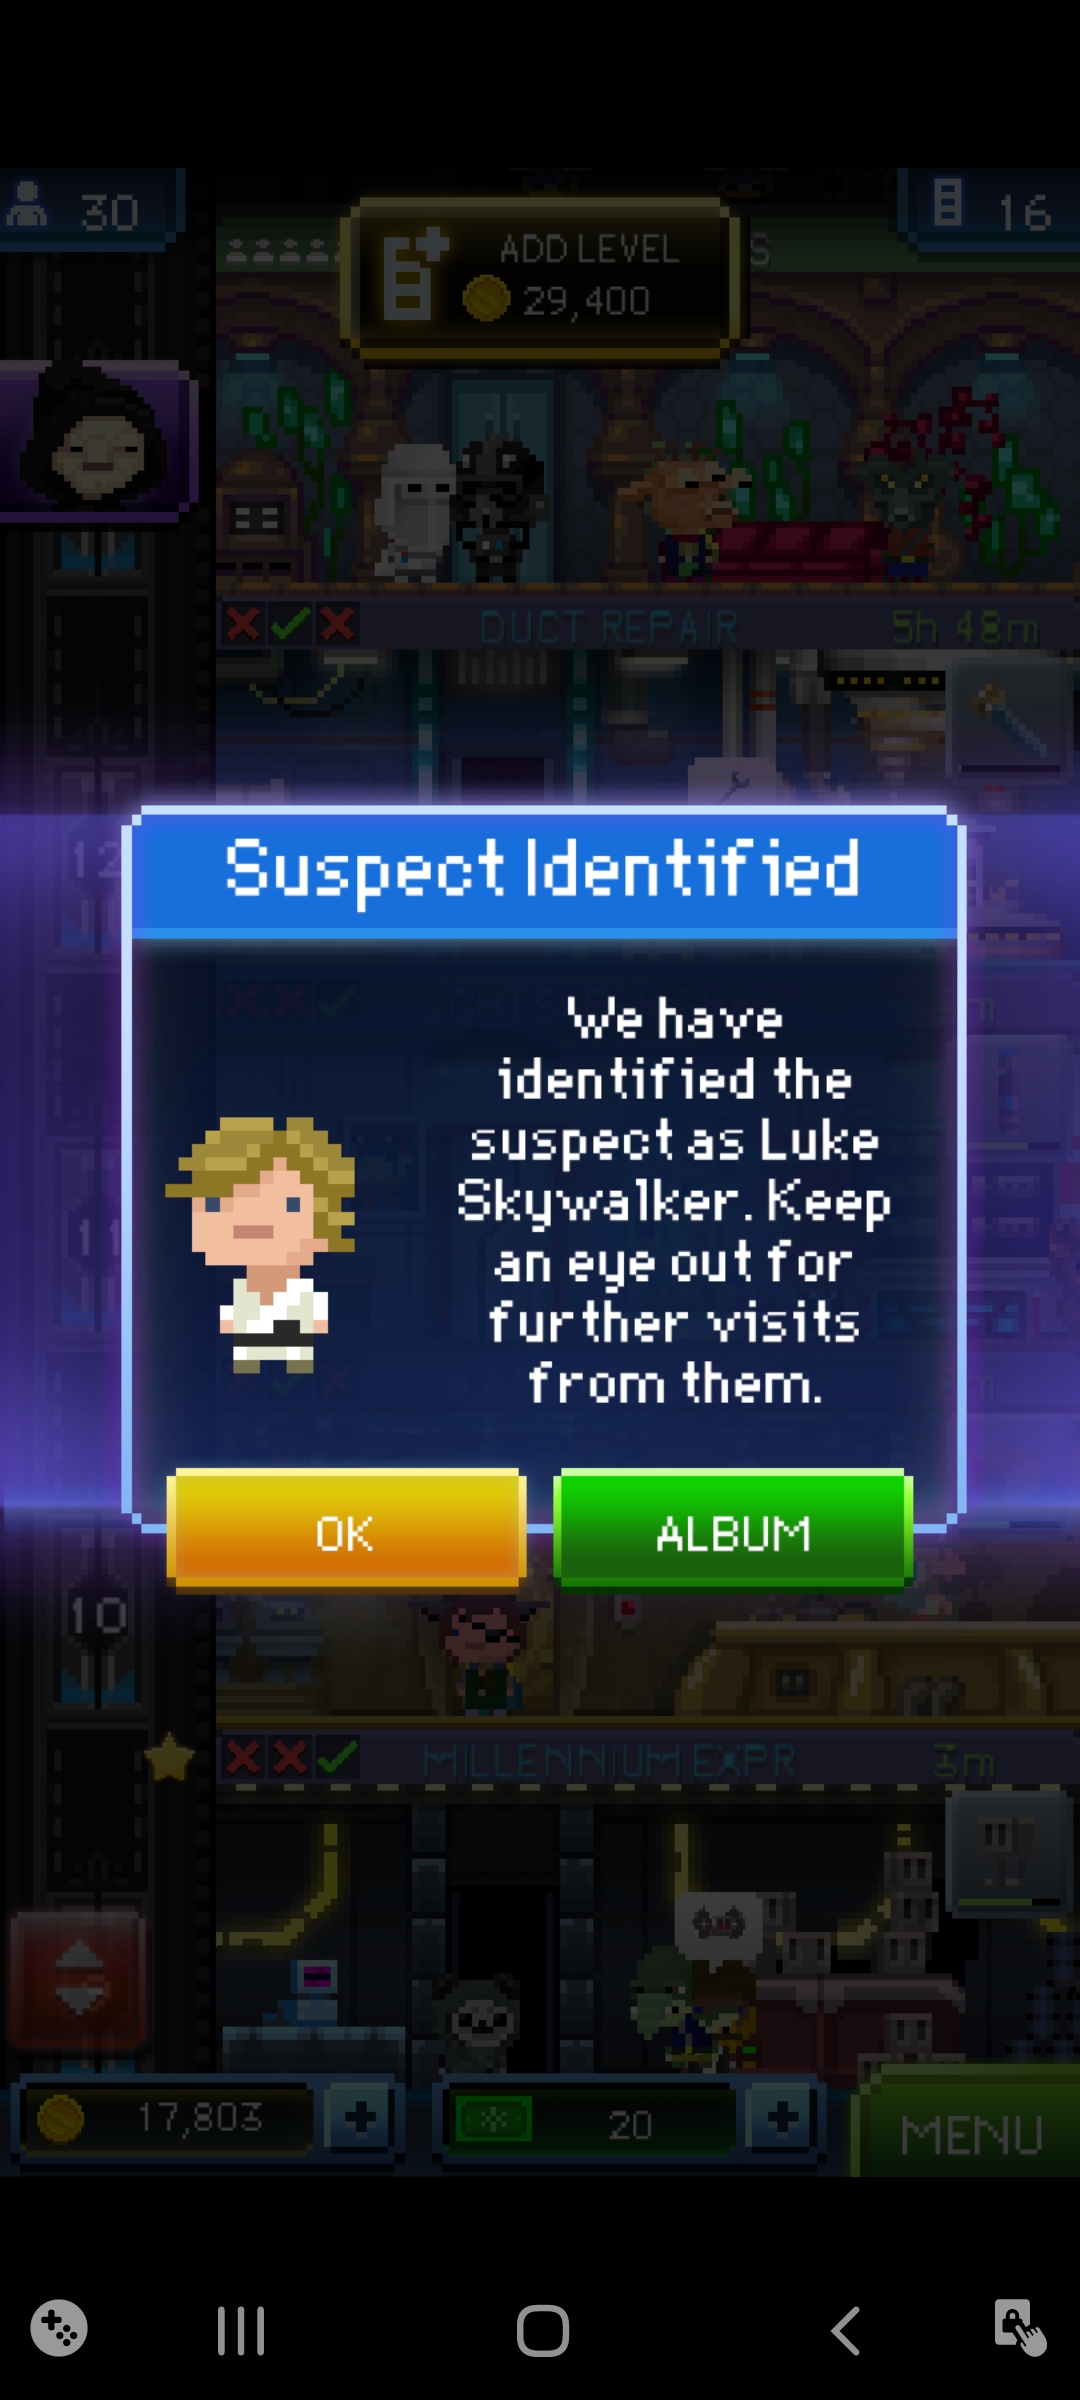 30
16
ADD LEVEL
29,400
S
DUCT REPAIR 5h 48m
12
Suspect Identified
We have
identified the
suspect as Luke
Skywalker. Keep
an eye out for
further visits
from them.
11
OK
ALBUM
10
MILLENNIUM EXPR 3m
17,803
20
MENU